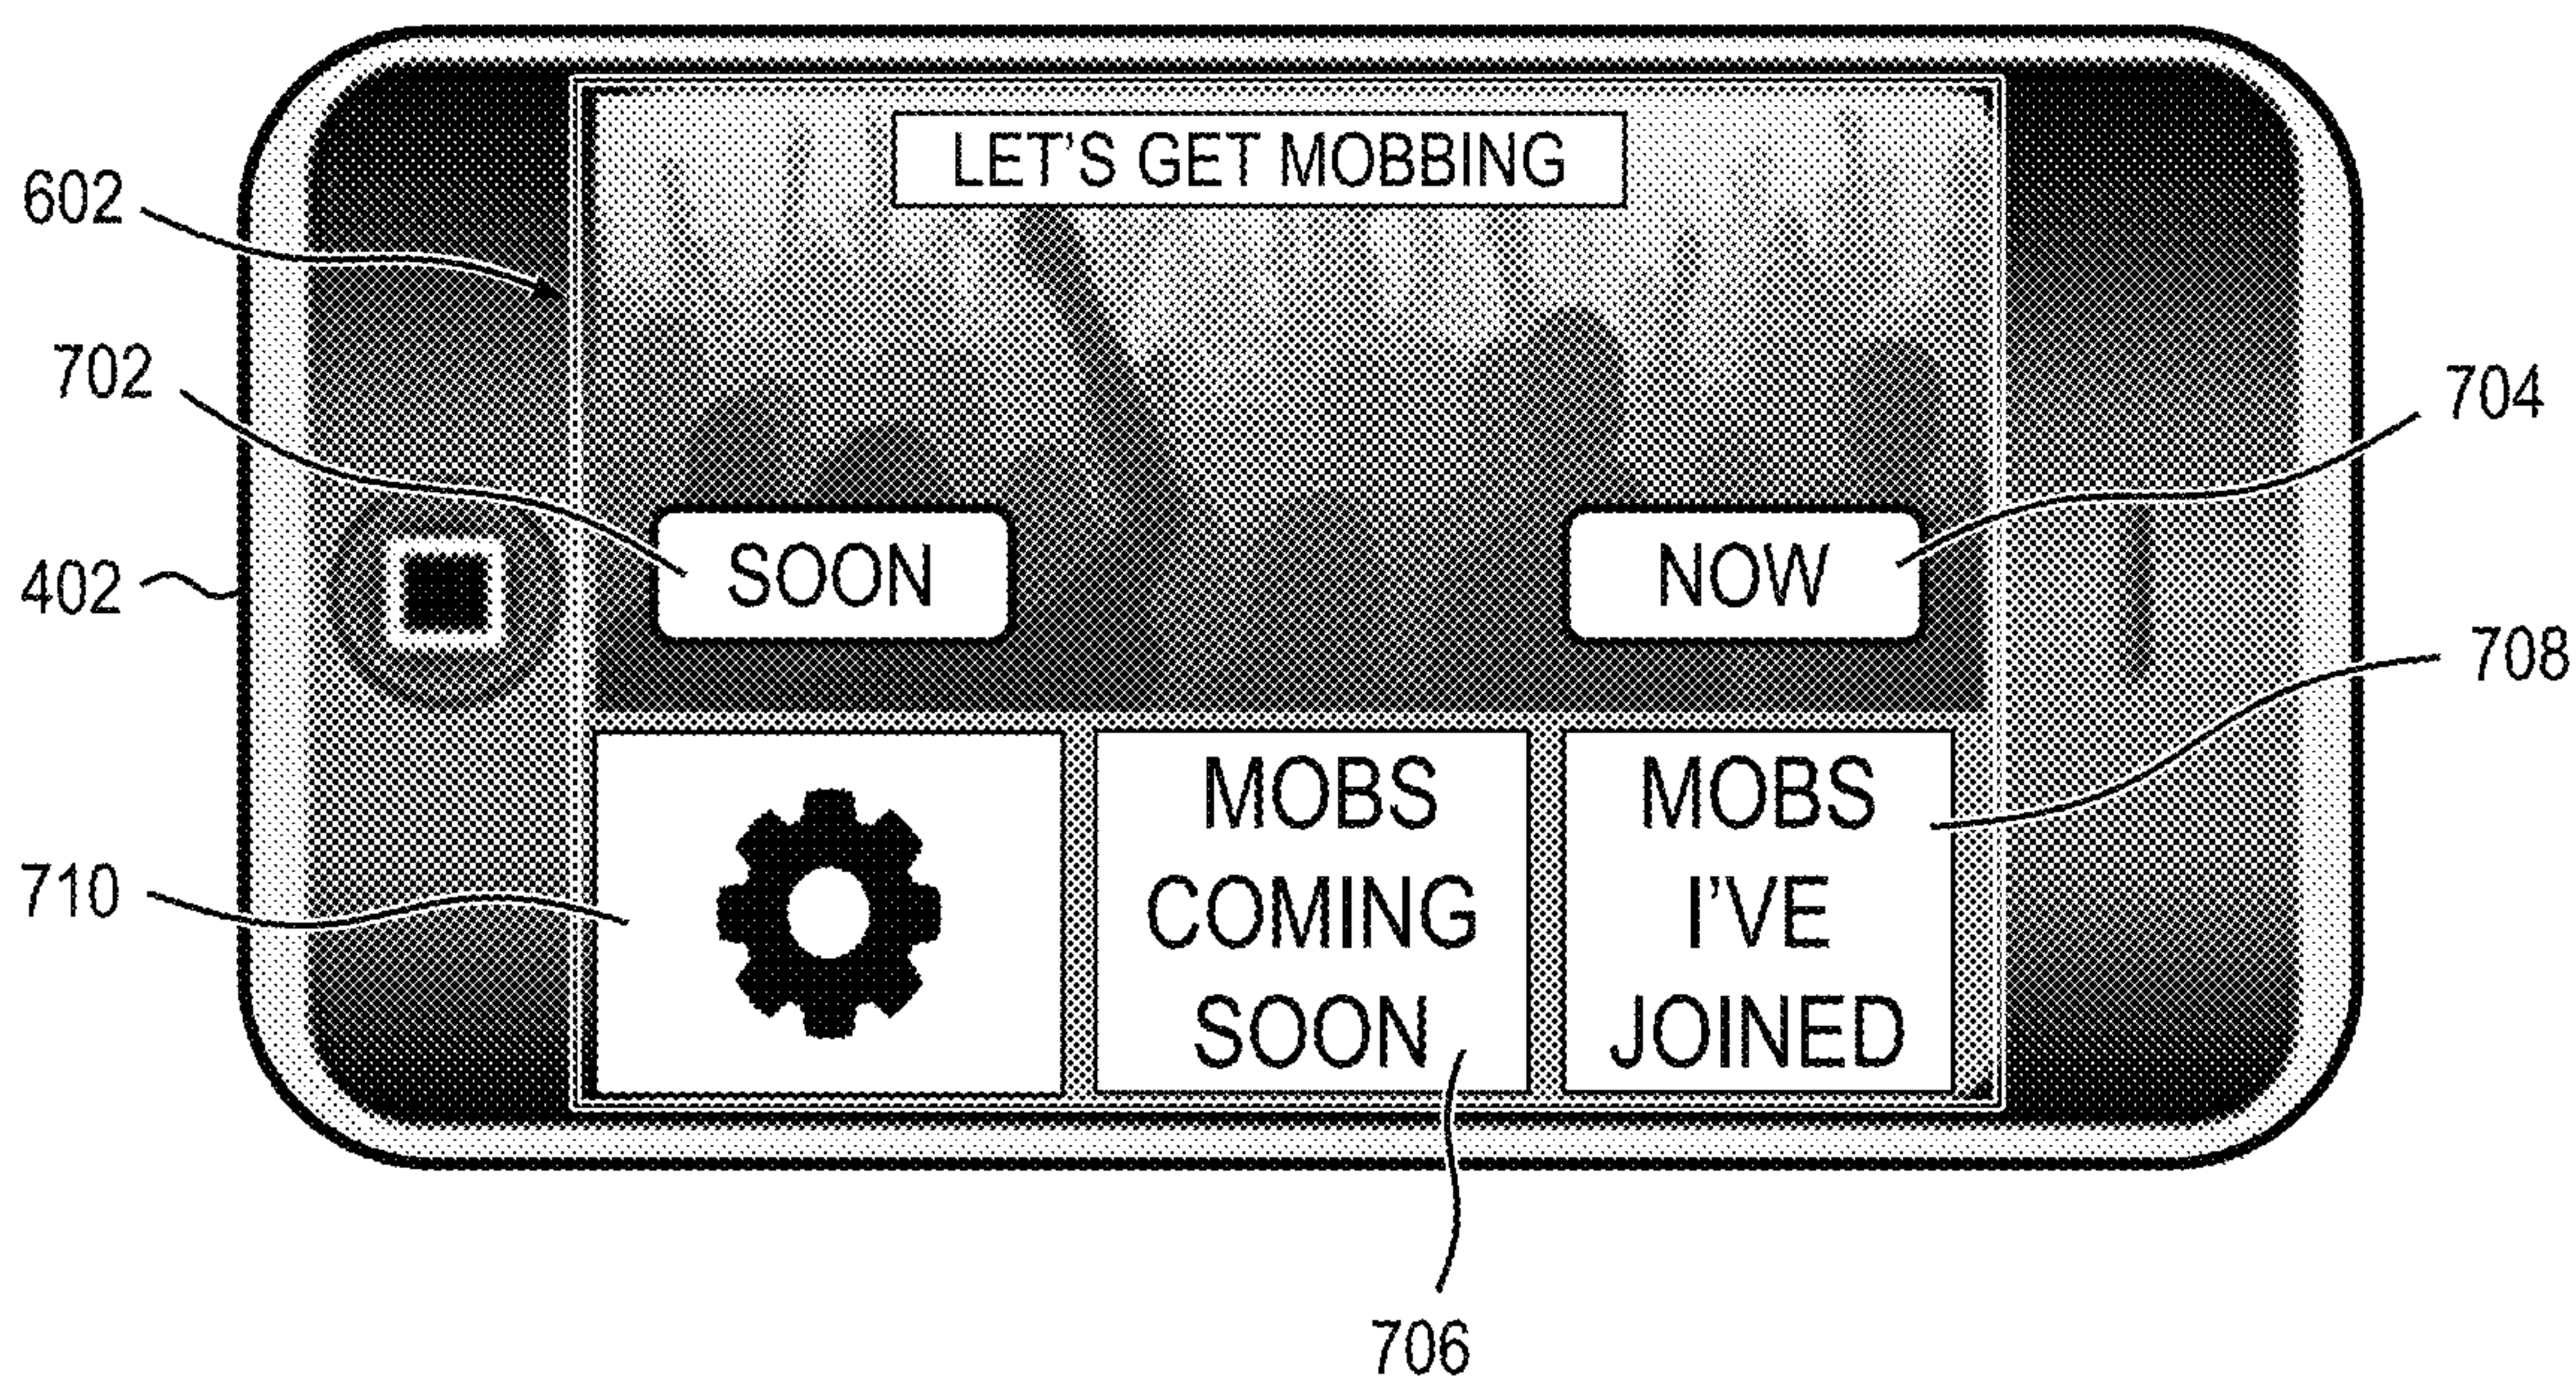 LET'S GET MOBBING
602
702
704
SOON
NOW
402
708
MOBS
COMING
SOON
MOBS
I'VE
JOINED
710
706